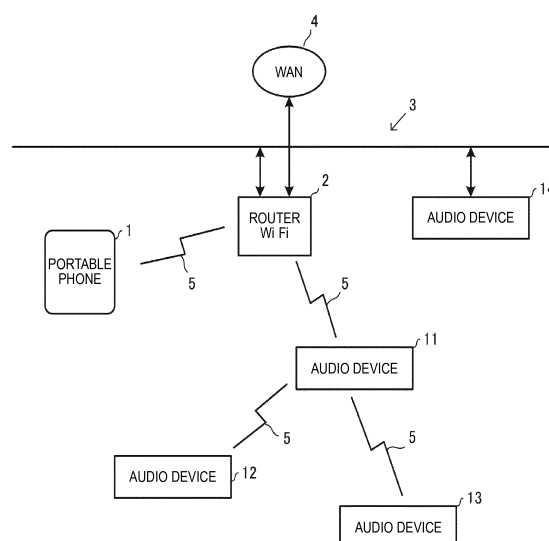 4
WAN
3
2
14
ROUTER
Wi Fi
AUDIO DEVICE
1
PORTABLE
PHONE
5
5
11
AUDIO DEVICE
5
5
12
AUDIO DEVICE
13
AUDIO DEVICE